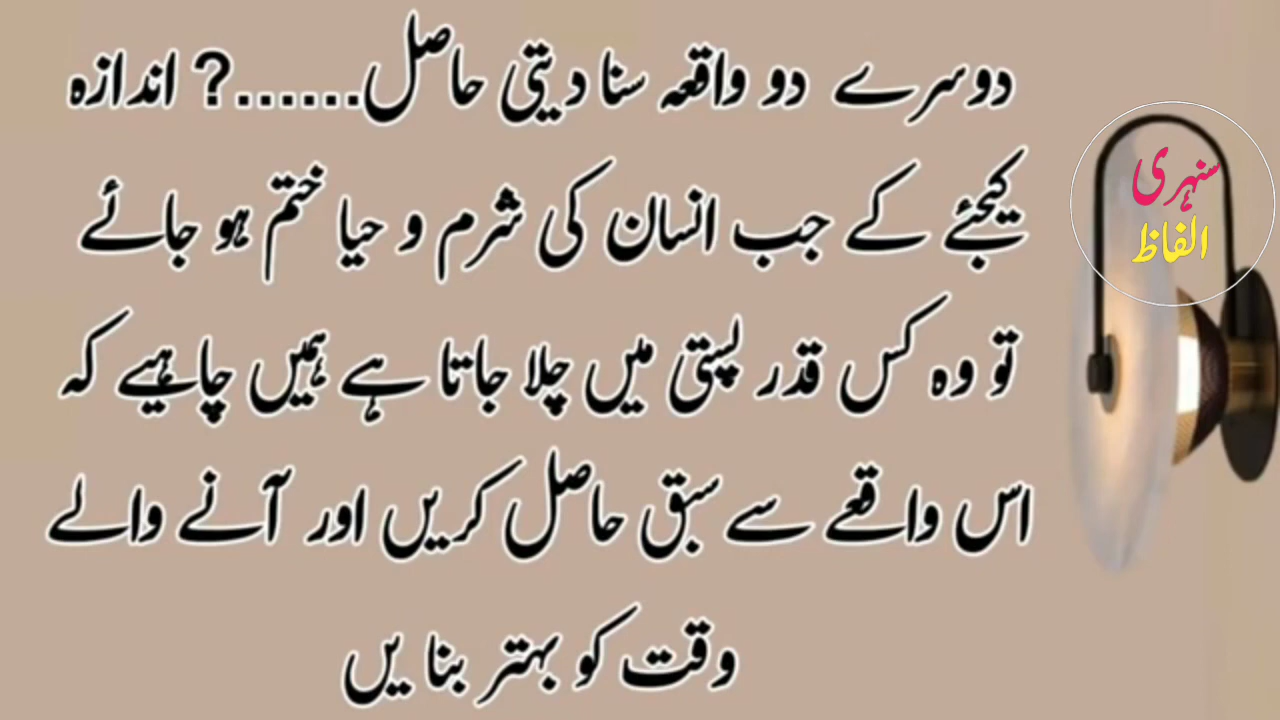 دوسرے دو واقعہ سنا دیتی حاصل......? اندازہ
کیجئے کے جب انسان کی شرم و حیا ختم ہو جائے
تو وہ کس قدر پستی میں چلا جاتا ہے ہمیں چاہیے کہ
اس واقعے سے سبق حاصل کریں اور آنے والے
وقت کو بہتر بنا یں
سنہری
الفاظ